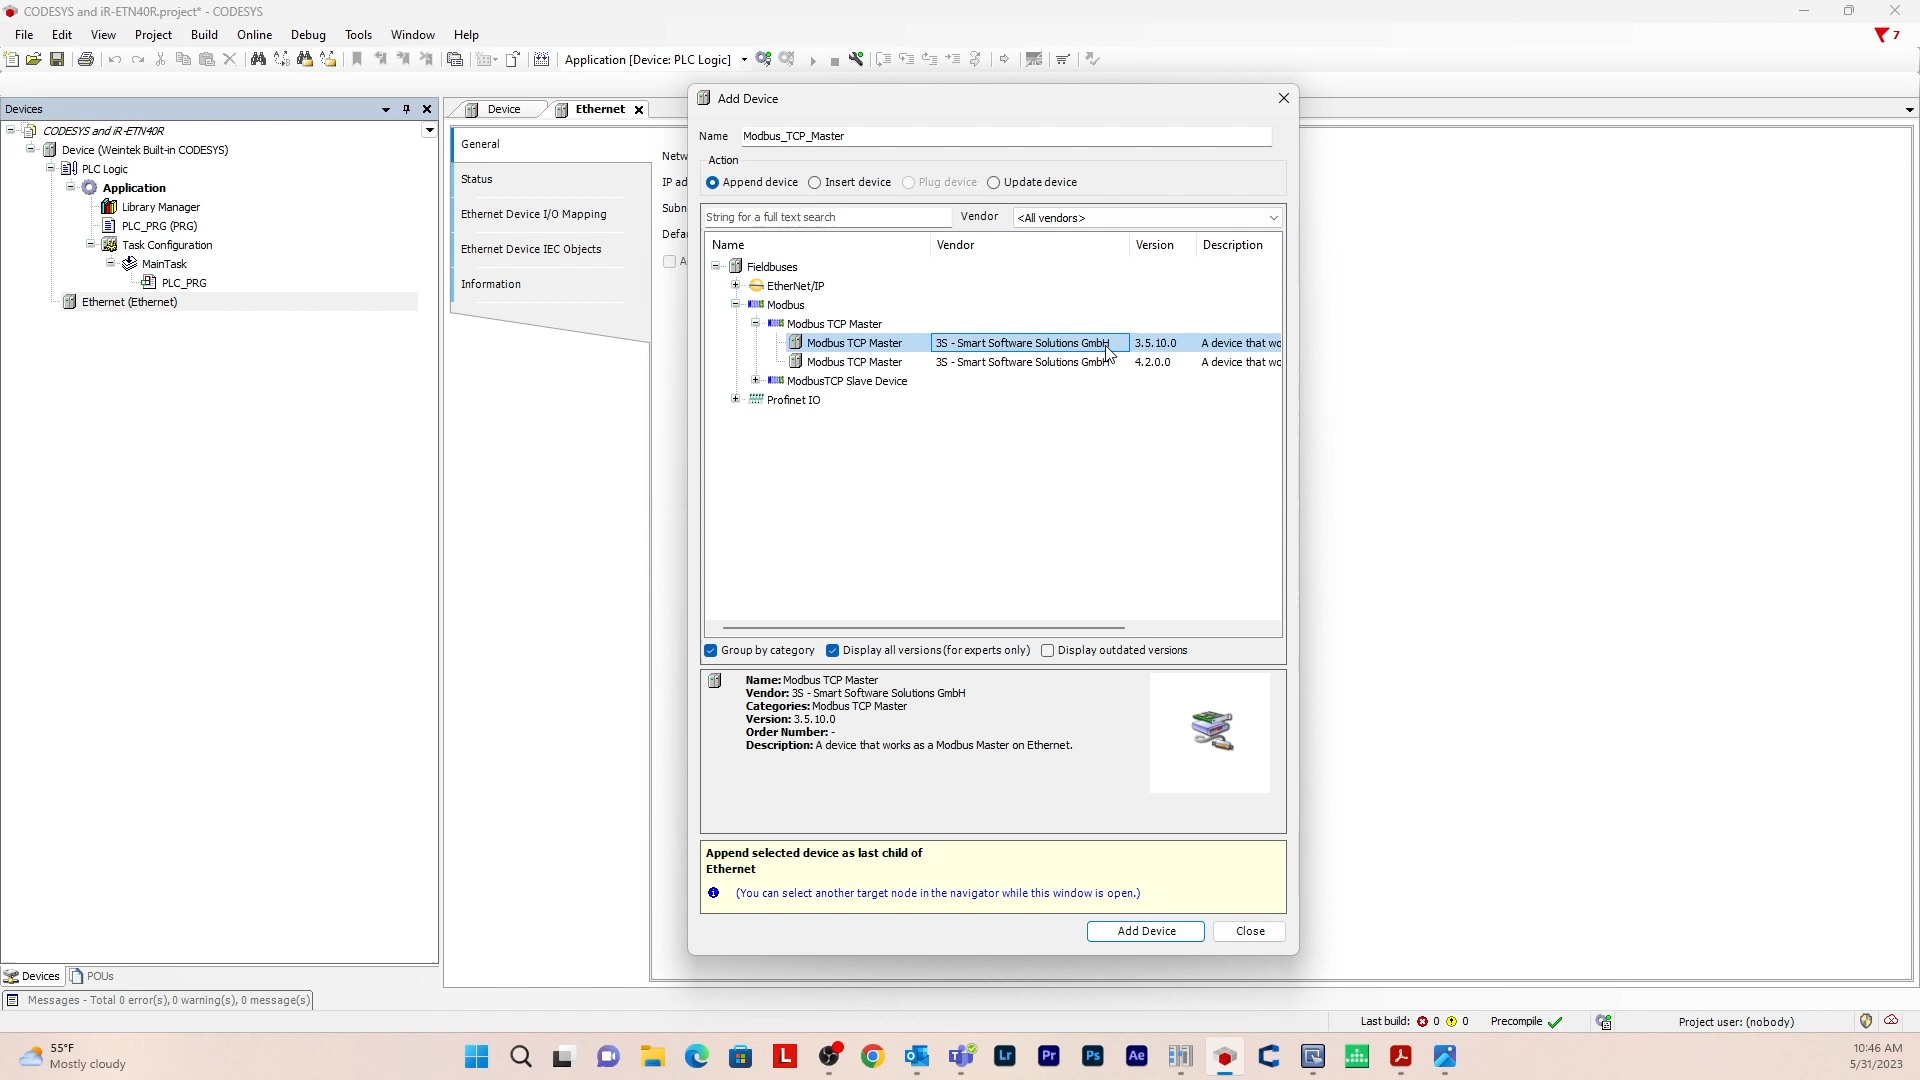 CODESYS and iR-ETN40R.project* - CODESYS
File Edit View Project Build Online Debug Tools Window Help
7
Application [Device: PLC Logic]
Devices
CODESYS and iR-ETN40R
Device (Weintek Built-in CODESYS)
PLC Logic
Application
Library Manager
PLC_PRG (PRG)
Task Configuration
MainTask
PLC_PRG
Ethernet (Ethernet)
Devices POUs
Messages - Total 0 error(s), 0 warning(s), 0 message(s)
Device Ethernet
General
Status
Ethernet Device I/O Mapping
Ethernet Device IEC Objects
Information
Netw
IP ad
Subn
Defau
A
Add Device
Name Modbus_TCP_Master
Action
Append device Insert device Plug device Update device
String for a full text search Vendor <All vendors>
Name Vendor Version Description
Fieldbuses
EtherNet/IP
Modbus
Modbus TCP Master
Modbus TCP Master 3S - Smart Software Solutions GmbH 3.5.10.0 A device that wo
Modbus TCP Master 3S - Smart Software Solutions GmbH 4.2.0.0 A device that wo
ModbusTCP Slave Device
Profinet IO
Group by category Display all versions (for experts only) Display outdated versions
Name: Modbus TCP Master
Vendor: 3S - Smart Software Solutions GmbH
Categories: Modbus TCP Master
Version: 3.5.10.0
Order Number: -
Description: A device that works as a Modbus Master on Ethernet.
Append selected device as last child of
Ethernet
(You can select another target node in the navigator while this window is open.)
Add Device Close
Last build: 0 0 Precompile Project user: (nobody)
55°F
Mostly cloudy
L Lr Pr Ps Ae
10:46 AM
5/31/2023